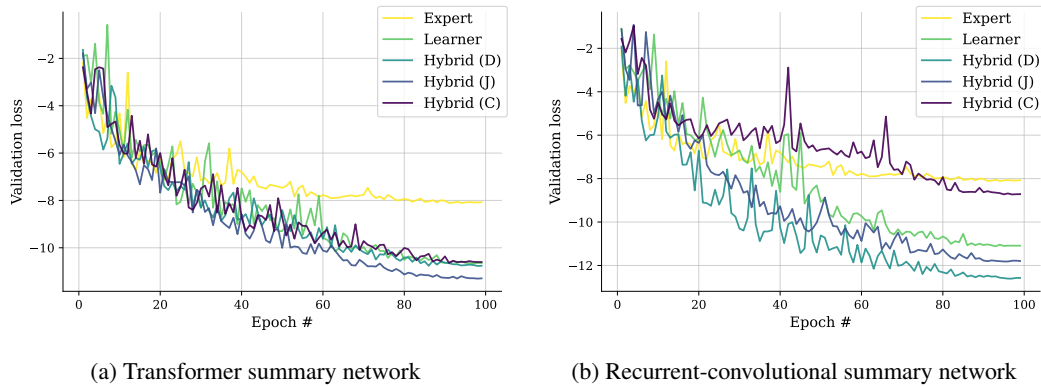 Expert
Learner
Hybrid (D)
Hybrid (J)
Hybrid (C)
−2
−4
−6
−8
−10
Validation loss
0
20
40
60
80
100
Epoch #
(a) Transformer summary network
Expert
Learner
Hybrid (D)
Hybrid (J)
Hybrid (C)
−2
−4
−6
−8
−10
−12
Validation loss
0
20
40
60
80
100
Epoch #
(b) Recurrent-convolutional summary network